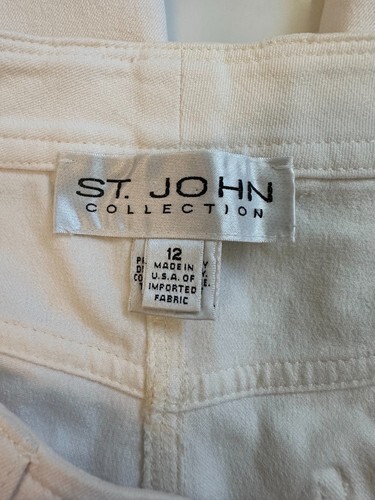 ST. JOHN
COLLECTION
12
MADE IN
U.S.A. OF
IMPORTED
FABRIC